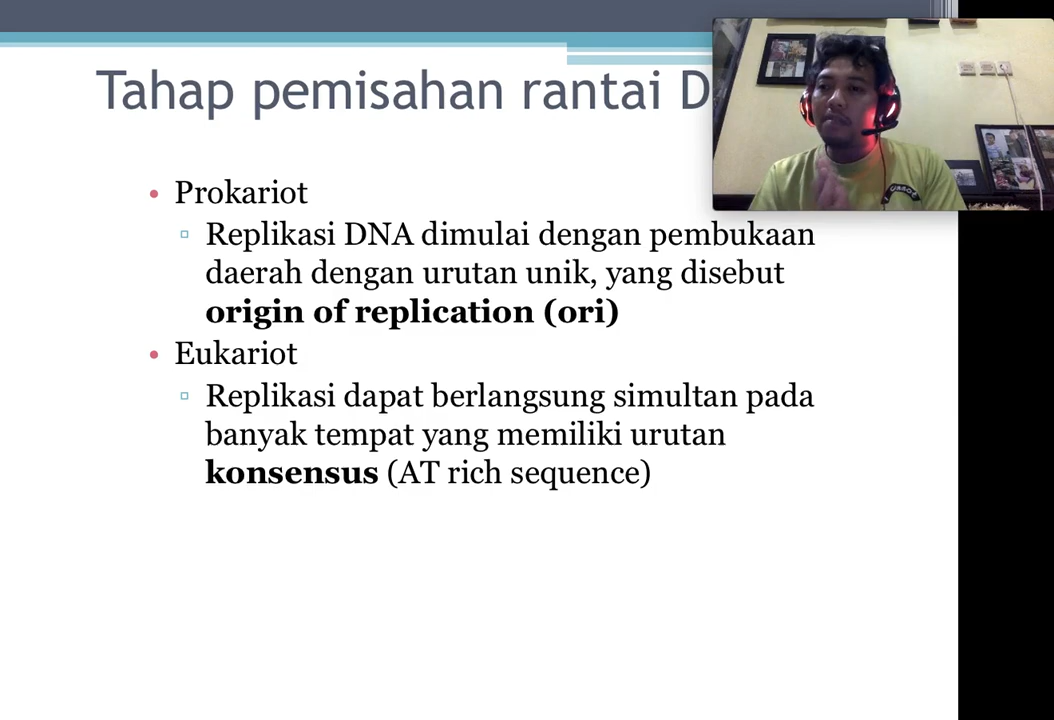 Tahap pemisahan rantai D
• Prokariot
▫ Replikasi DNA dimulai dengan pembukaan
daerah dengan urutan unik, yang disebut
origin of replication (ori)
• Eukariot
▫ Replikasi dapat berlangsung simultan pada
banyak tempat yang memiliki urutan
konsensus (AT rich sequence)